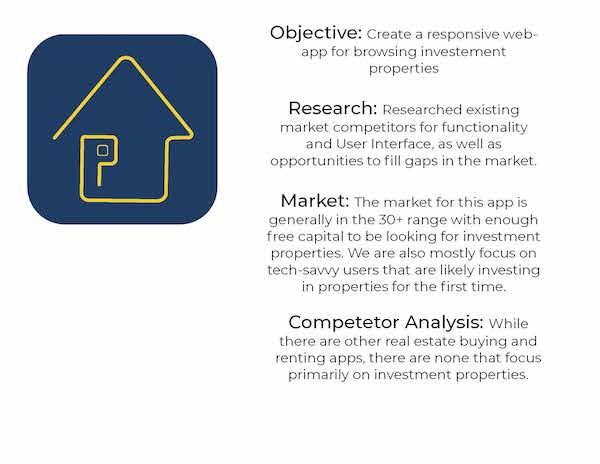 Objective: Create a responsive web-
app for browsing investement
properties
Research: Researched existing
market competitors for functionality
and User Interface, as well as
opportunities to fill gaps in the market.
Market: The market for this app is
generally in the 30+ range with enough
free capital to be looking for investment
properties. We are also mostly focus on
tech-savvy users that are likely investing
in properties for the first time.
Competetor Analysis: While
there are other real estate buying and
renting apps, there are none that focus
primarily on investment properties.